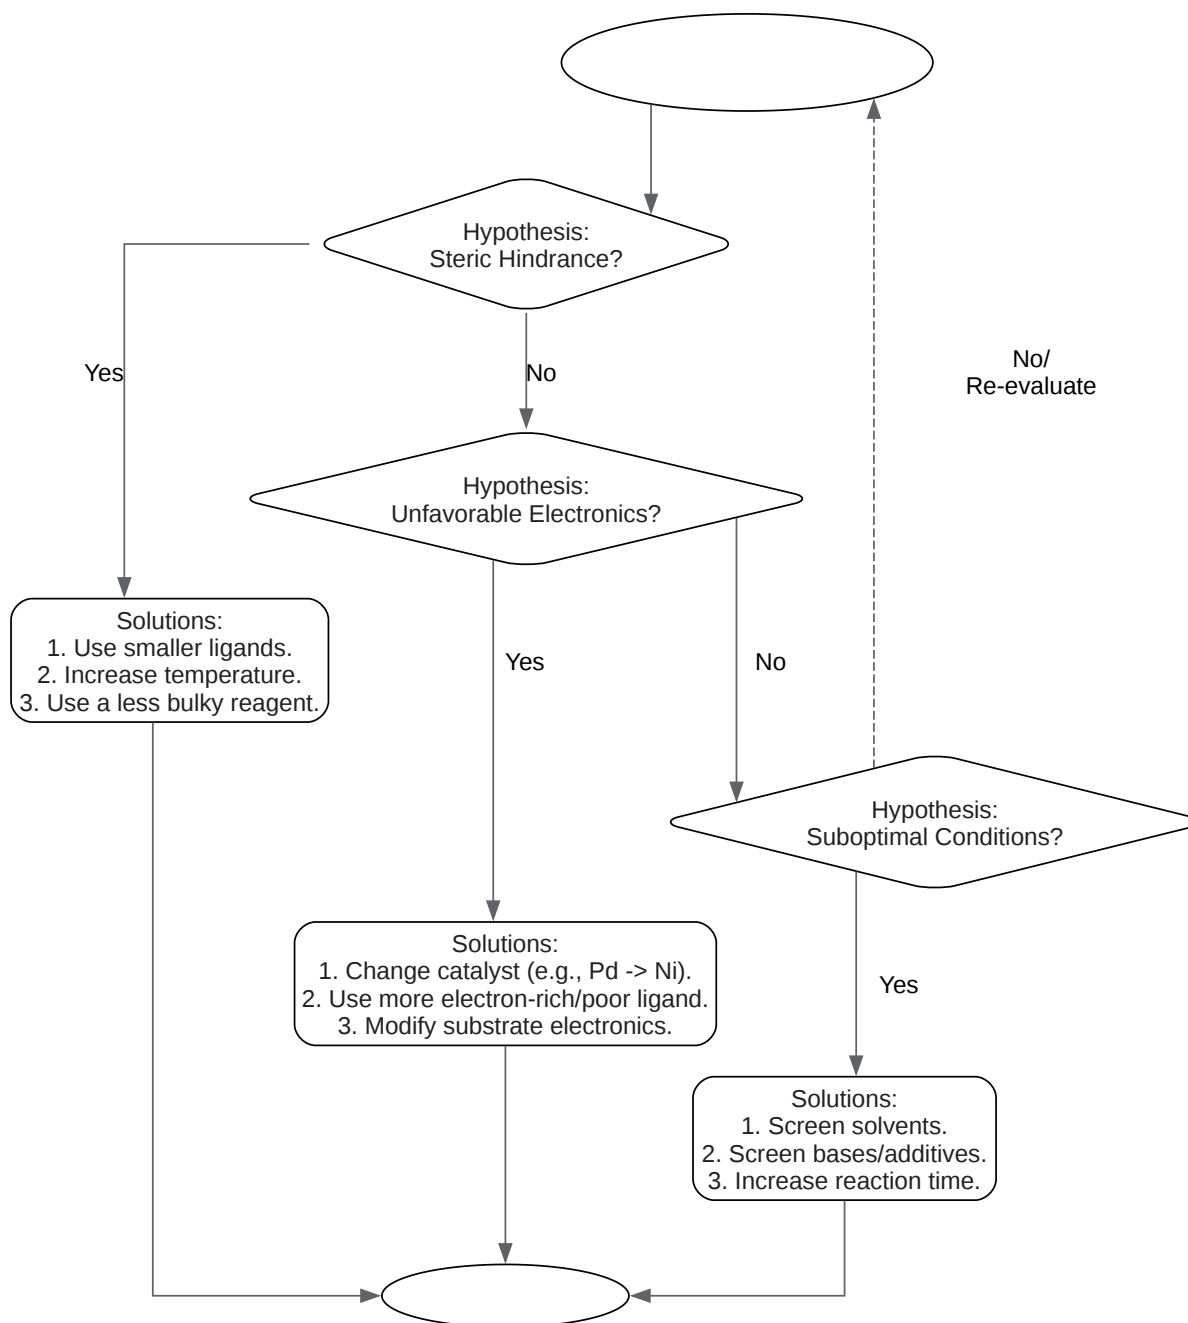 Hypothesis:
Steric Hindrance?
Yes
No
No/
Re-evaluate
Hypothesis:
Unfavorable Electronics?
Solutions:
1. Use smaller ligands.
2. Increase temperature.
3. Use a less bulky reagent.
Yes
No
Hypothesis:
Suboptimal Conditions?
Solutions:
1. Change catalyst (e.g., Pd -> Ni).
2. Use more electron-rich/poor ligand.
3. Modify substrate electronics.
Yes
Solutions:
1. Screen solvents.
2. Screen bases/additives.
3. Increase reaction time.